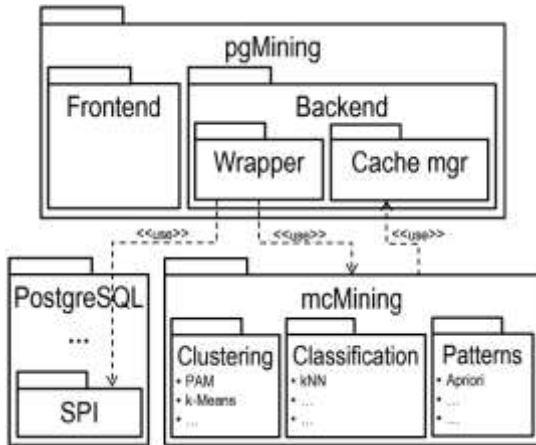 pgMining
Frontend
Backend
Wrapper
Cache mgr
<<use>>
<<use>>
<<use>>
PostgreSQL
...
SPI
mcMining
Clustering
• PAM
• k-Means
• ...
Classification
• kNN
• ...
• ...
Patterns
• Apriori
• ...
• ...